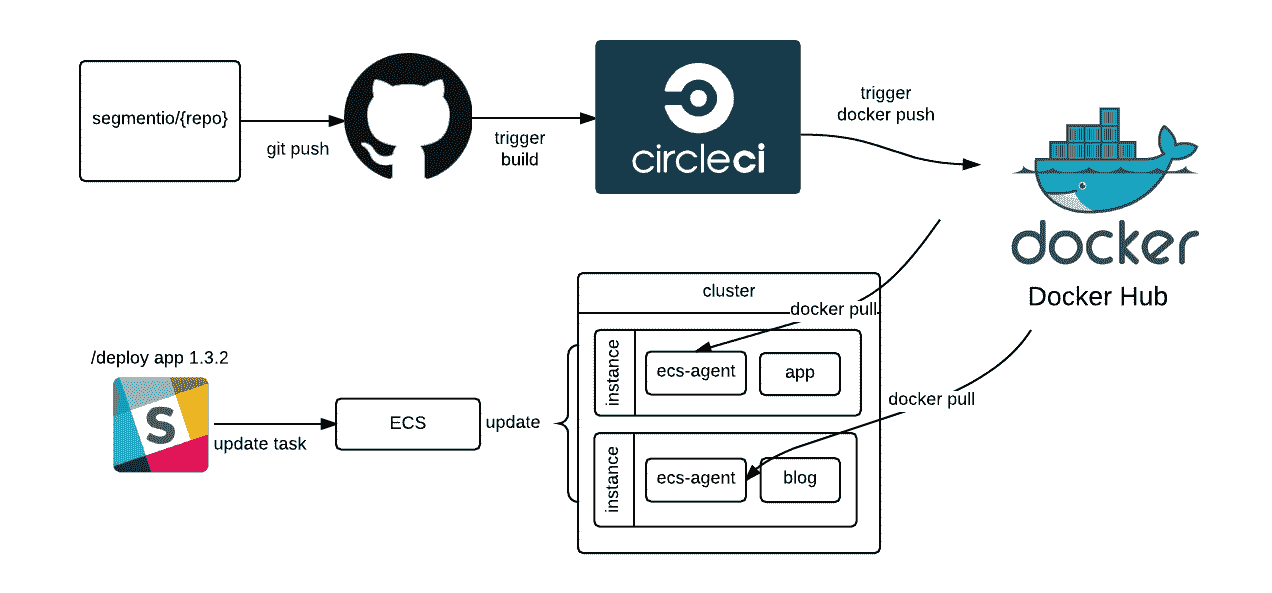 segmentio/{repo}
git push
trigger
build
circleci
trigger
docker push
docker
Docker Hub
cluster
docker pull
instance
ecs-agent
app
/deploy app 1.3.2
S
update task
ECS
update
docker pull
instance
ecs-agent
blog